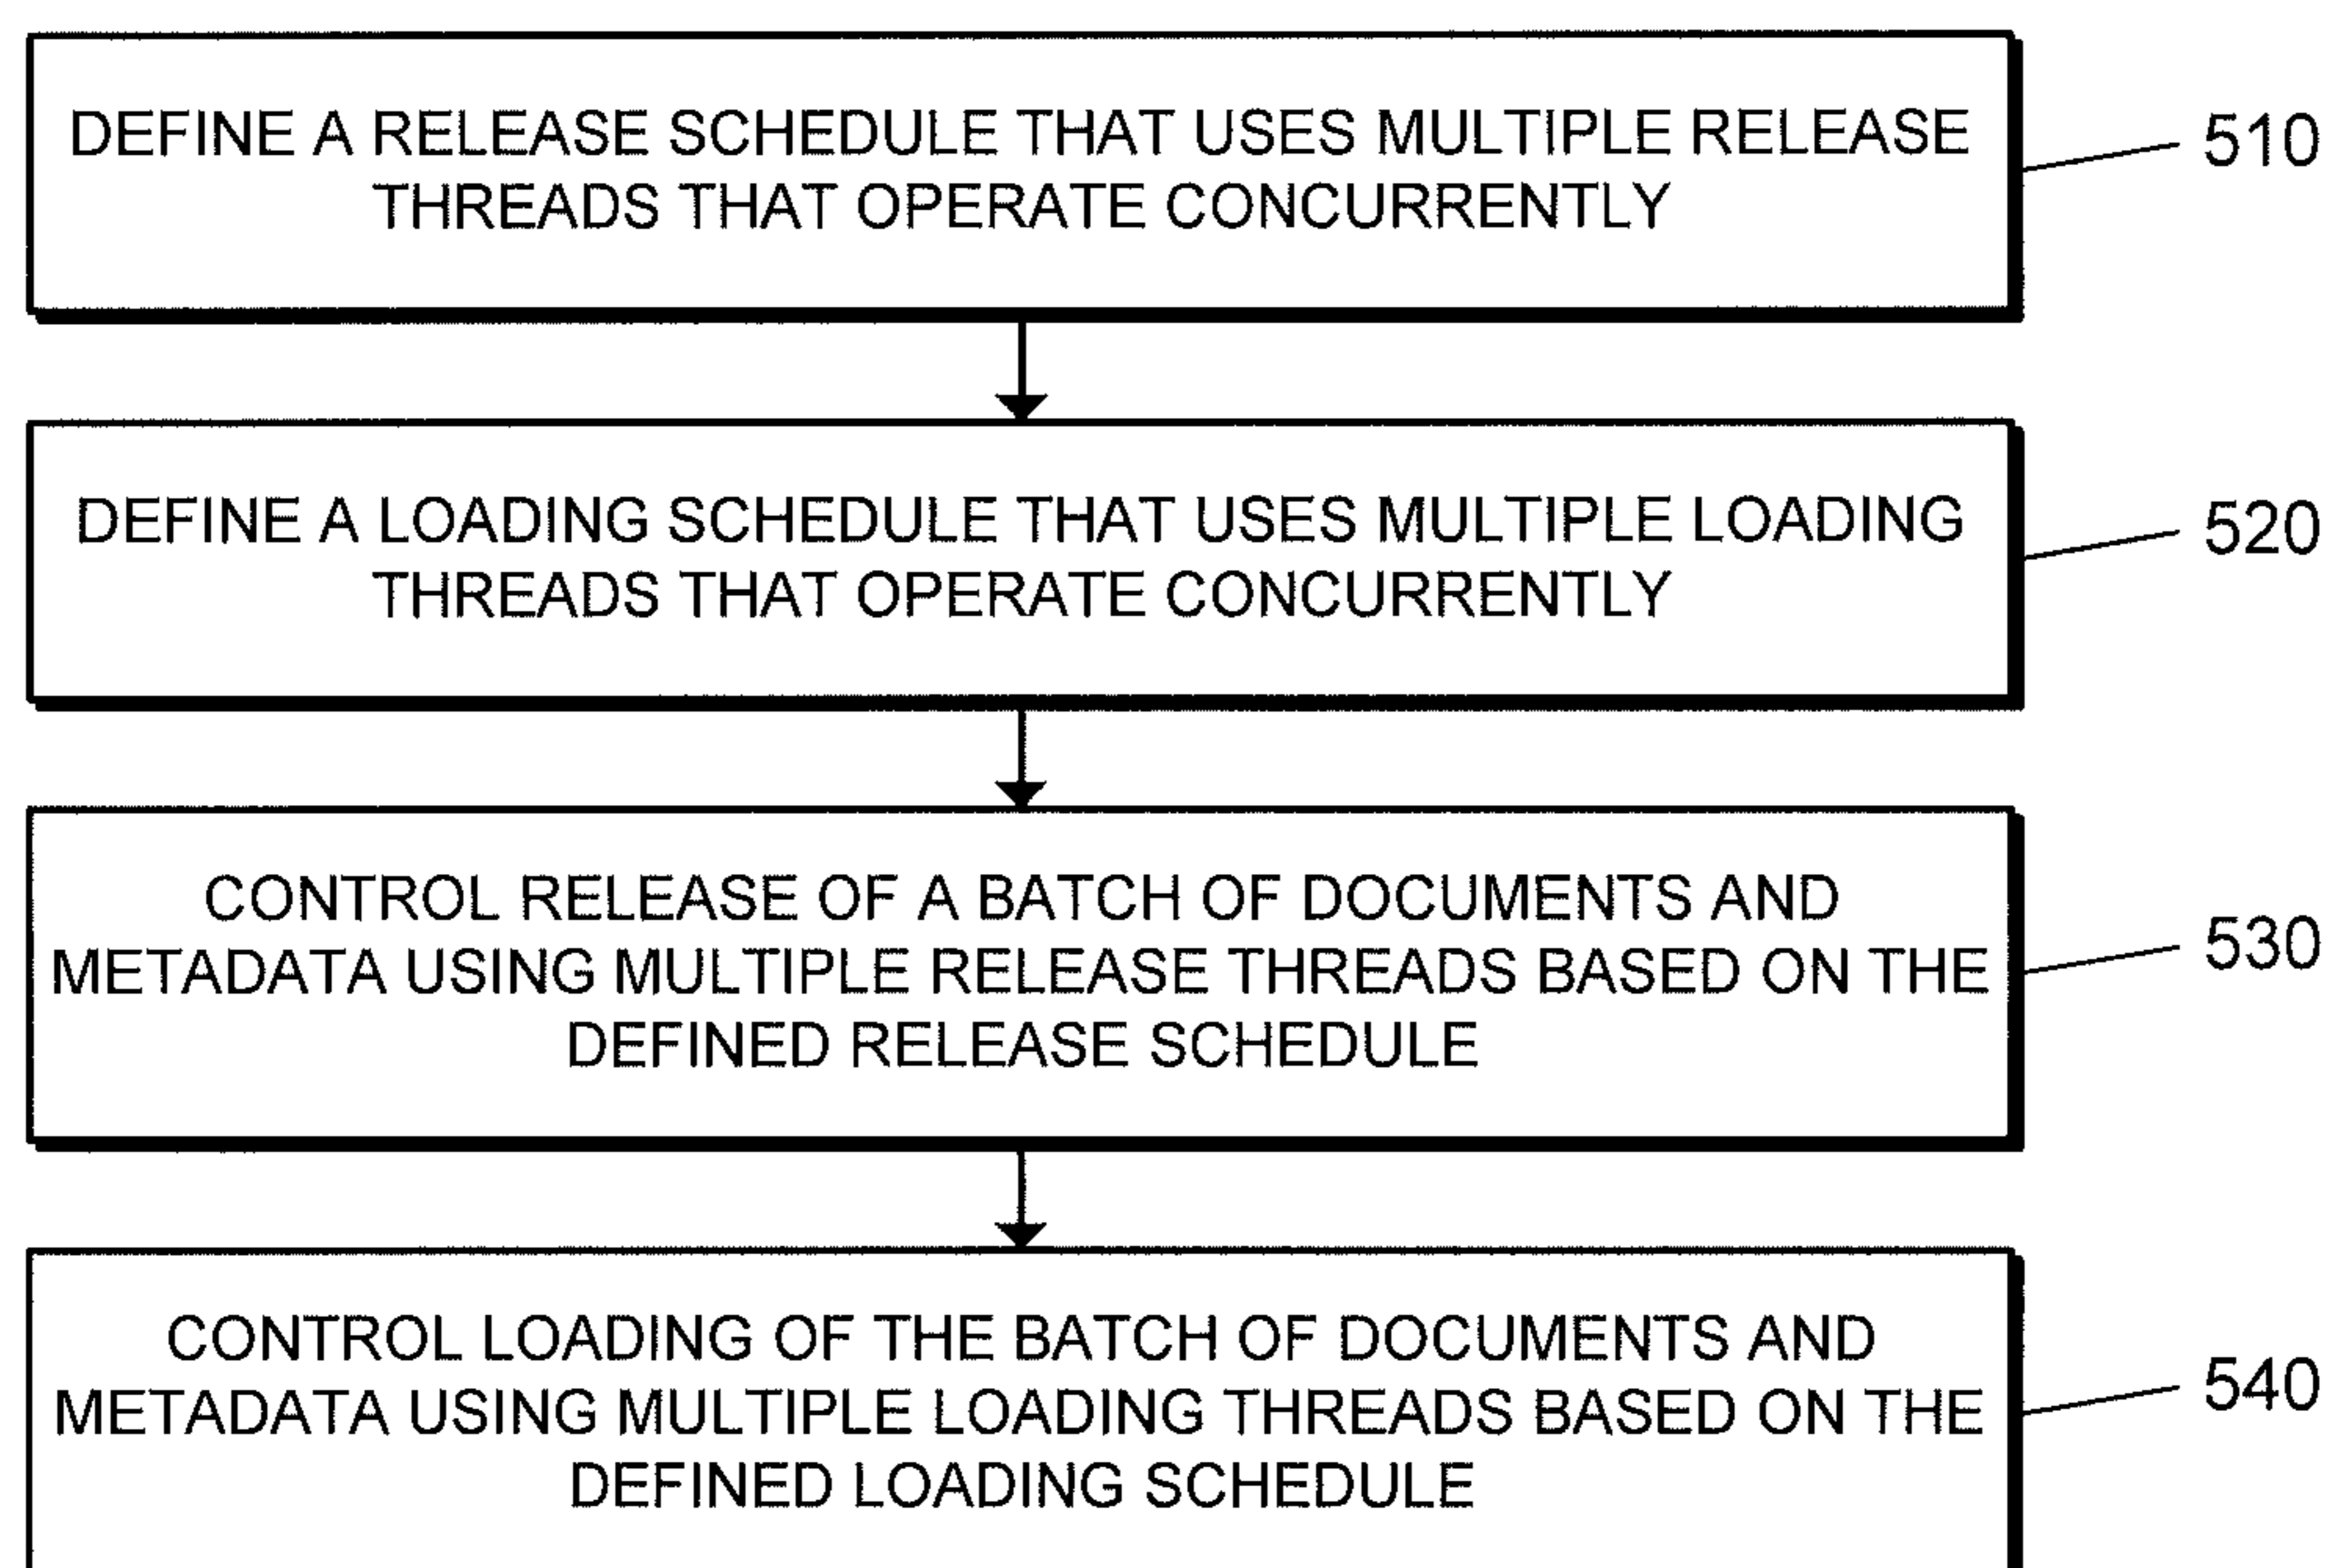 DEFINE A RELEASE SCHEDULE THAT USES MULTIPLE RELEASE
THREADS THAT OPERATE CONCURRENTLY
510
DEFINE A LOADING SCHEDULE THAT USES MULTIPLE LOADING
THREADS THAT OPERATE CONCURRENTLY
520
CONTROL RELEASE OF A BATCH OF DOCUMENTS AND
METADATA USING MULTIPLE RELEASE THREADS BASED ON THE
DEFINED RELEASE SCHEDULE
530
CONTROL LOADING OF THE BATCH OF DOCUMENTS AND
METADATA USING MULTIPLE LOADING THREADS BASED ON THE
DEFINED LOADING SCHEDULE
540